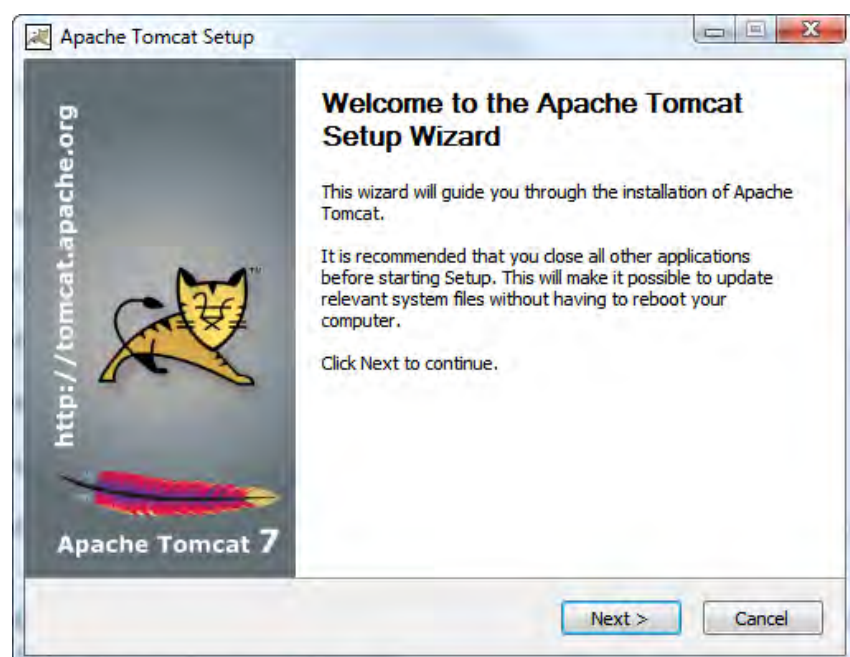 Apache Tomcat Setup
http://tomcat.apache.org
TM
Apache Tomcat 7
Welcome to the Apache Tomcat
Setup Wizard
This wizard will guide you through the installation of Apache
Tomcat.
It is recommended that you close all other applications
before starting Setup. This will make it possible to update
relevant system files without having to reboot your
computer.
Click Next to continue.
Next >
Cancel